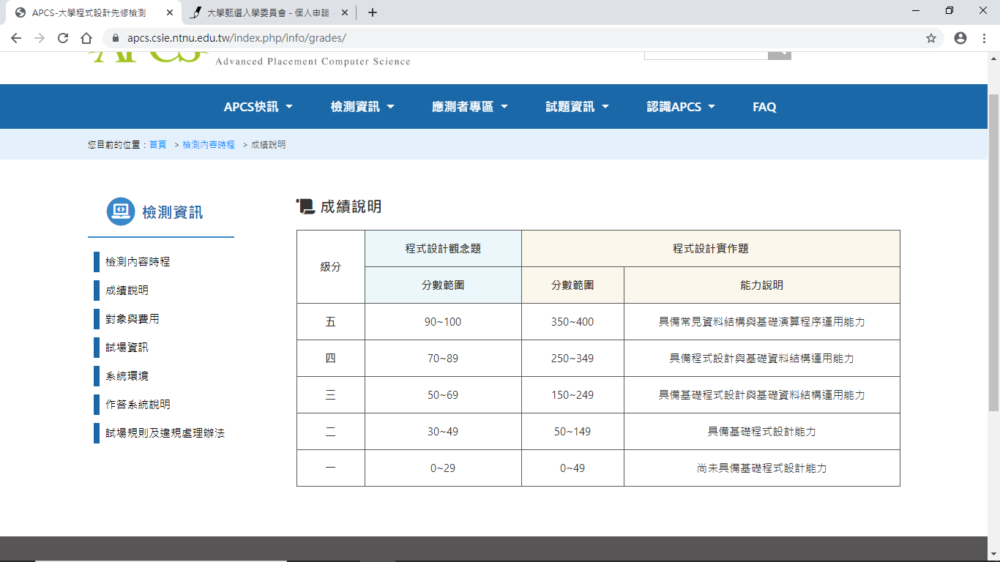 APCS-大學程式設計先修檢測
大學甄選入學委員會 - 個人申請
apcs.csie.ntnu.edu.tw/index.php/info/grades/
APCS
Advanced Placement Computer Science
APCS快訊 檢測資訊 應測者專區 試題資訊 認識APCS FAQ
您目前的位置：首頁 > 檢測內容時程 > 成績說明
檢測資訊
檢測內容時程
成績說明
對象與費用
試場資訊
系統環境
作答系統說明
試場規則及違規處理辦法
成績說明
級分 程式設計觀念題 程式設計實作題
分數範圍 分數範圍 能力說明
五 90~100 350~400 具備常見資料結構與基礎演算程序運用能力
四 70~89 250~349 具備程式設計與基礎資料結構運用能力
三 50~69 150~249 具備基礎程式設計與基礎資料結構運用能力
二 30~49 50~149 具備基礎程式設計能力
一 0~29 0~49 尚未具備基礎程式設計能力